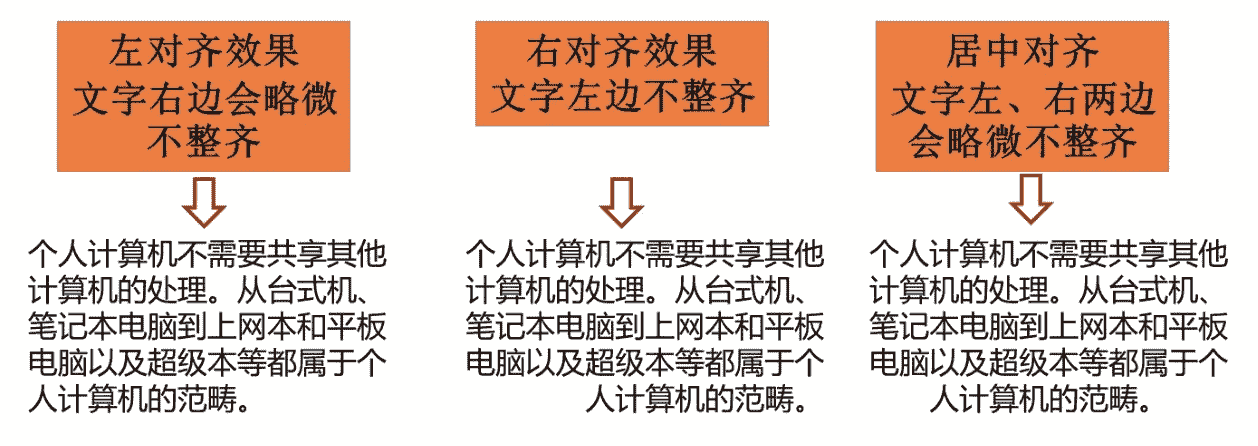 左对齐效果
文字右边会略微
不整齐
个人计算机不需要共享其他
计算机的处理。从台式机、
笔记本电脑到上网本和平板
电脑以及超级本等都属于个
人计算机的范畴。
右对齐效果
文字左边不整齐
个人计算机不需要共享其他
计算机的处理。从台式机、
笔记本电脑到上网本和平板
电脑以及超级本等都属于个
人计算机的范畴。
居中对齐
文字左、右两边
会略微不整齐
个人计算机不需要共享其他
计算机的处理。从台式机、
笔记本电脑到上网本和平板
电脑以及超级本等都属于个
人计算机的范畴。